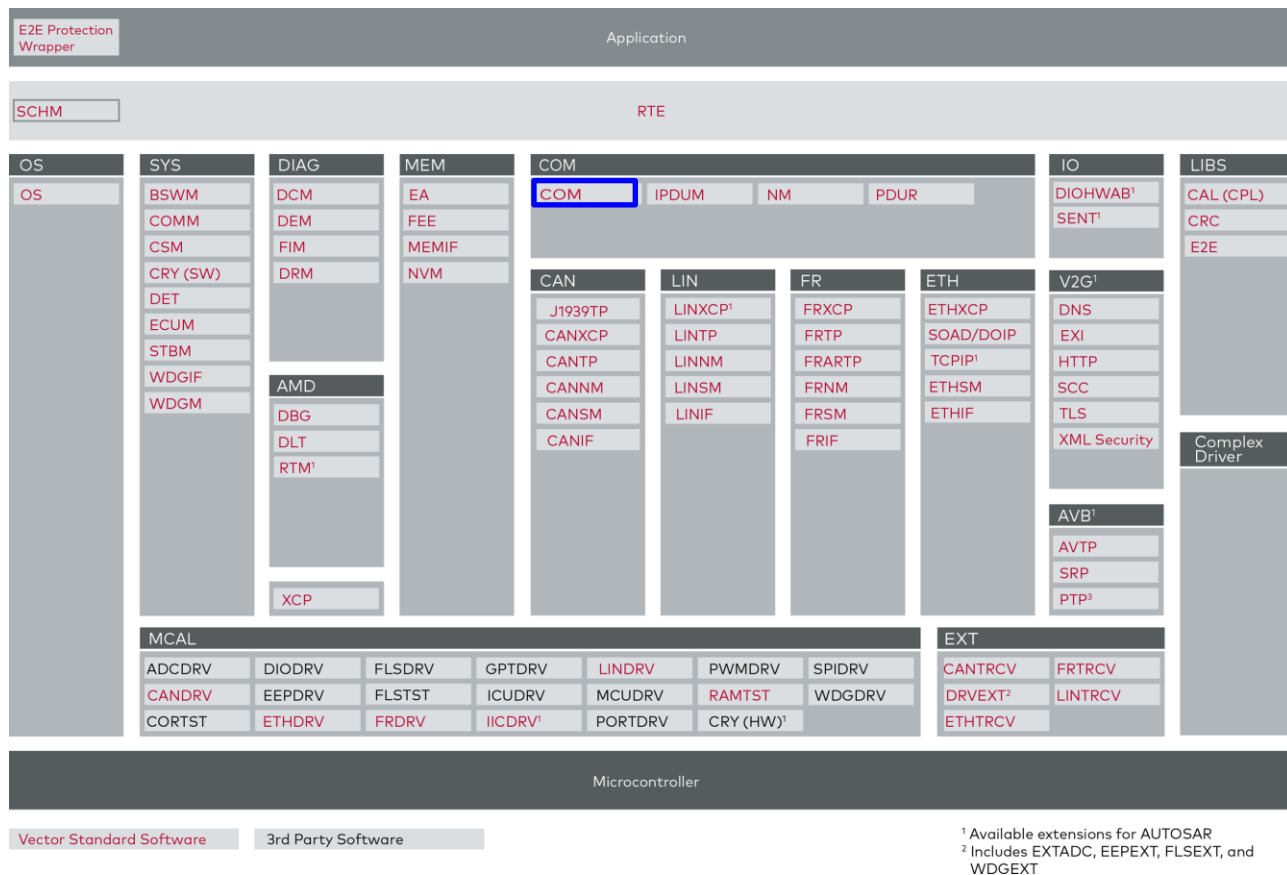 E2E Protection
Wrapper
Application
SCHM
RTE
OS
OS
SYS
BSWM
COMM
CSM
CRY (SW)
DET
ECUM
STBM
WDGIF
WDGM
DIAG
DCM
DEM
FIM
DRM
AMD
DBG
DLT
RTM¹
XCP
MEM
EA
FEE
MEMIF
NVM
COM
COM
IPDUM
NM
PDUR
CAN
J1939TP
CANXCP
CANTP
CANNM
CANSM
CANIF
LIN
LINXCP¹
LINTP
LINNM
LINSM
LINIF
FR
FRXCP
FRTP
FRARTP
FRNM
FRSM
FRIF
ETH
ETHXCP
SOAD/DOIP
TCPIP¹
ETHSM
ETHIF
IO
DIOHWAB¹
SENT¹
V2G¹
DNS
EXI
HTTP
SCC
TLS
XML Security
AVB¹
AVTP
SRP
PTP³
LIBS
CAL (CPL)
CRC
E2E
Complex
Driver
MCAL
ADCDRV DIODRV FLSDRV GPTDRV LINDRV PWMDRV SPIDRV
CANDRV EEPDRV FLSTST ICUDRV MCUDRV RAMTST WDGDRV
CORTST ETHDRV FRDRV IICDRV¹ PORTDRV CRY (HW)¹
EXT
CANTRCV FRTRCV
DRVEXT² LINTRCV
ETHTRCV
Microcontroller
Vector Standard Software
3rd Party Software
¹ Available extensions for AUTOSAR
² Includes EXTADC, EEPEXT, FLSEXT, and
WDGEXT